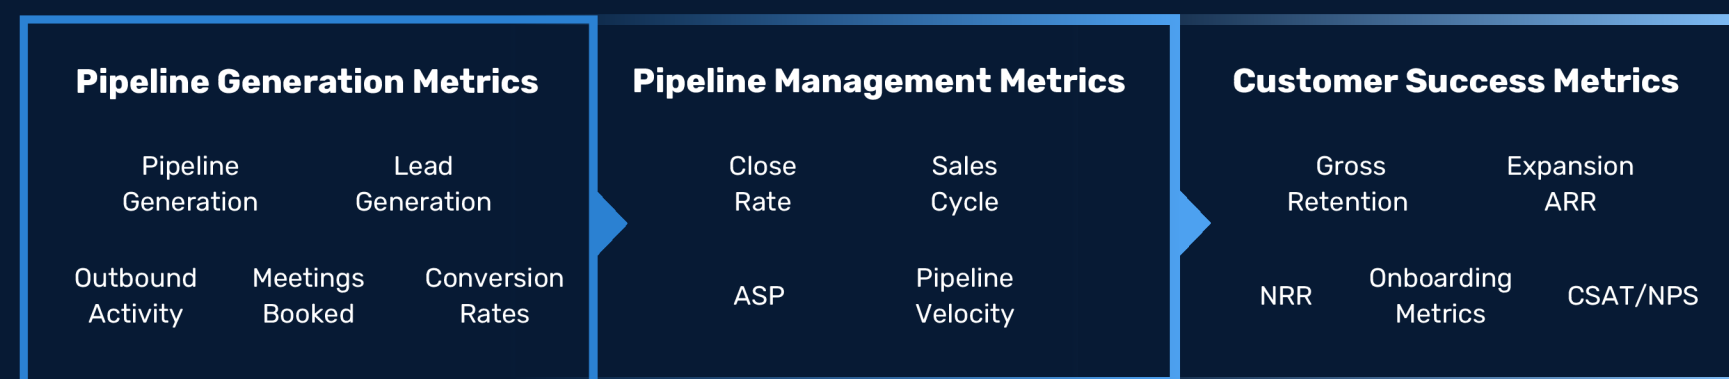 Pipeline Generation Metrics
Pipeline
Generation
Lead
Generation
Outbound
Activity
Meetings
Booked
Conversion
Rates
Pipeline Management Metrics
Close
Rate
Sales
Cycle
ASP
Pipeline
Velocity
Customer Success Metrics
Gross
Retention
Expansion
ARR
NRR
Onboarding
Metrics
CSAT/NPS